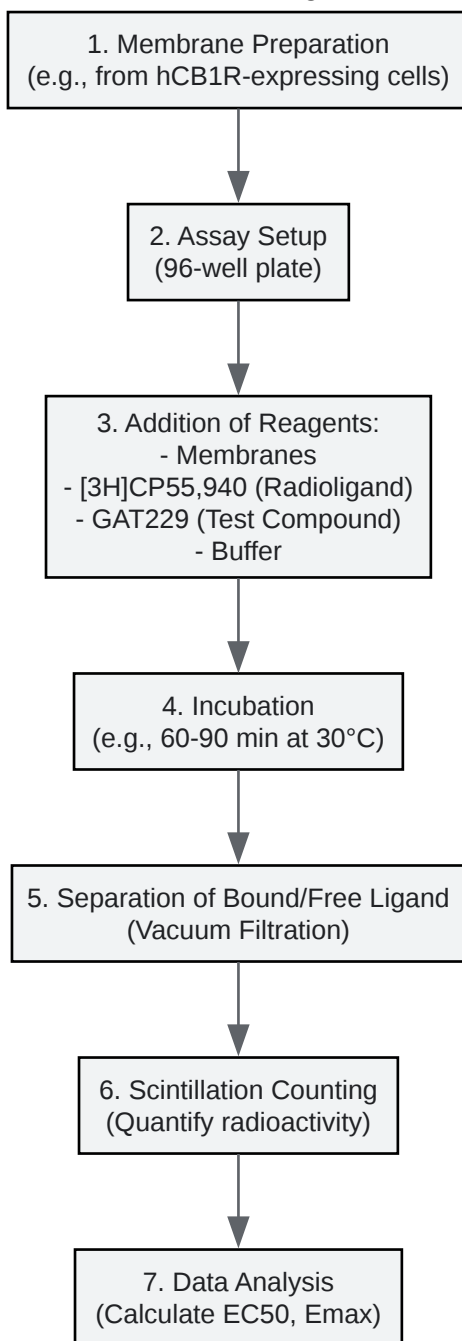 1. Membrane Preparation
(e.g., from hCB1R-expressing cells)
2. Assay Setup
(96-well plate)
3. Addition of Reagents:
- Membranes
- [3H]CP55,940 (Radioligand)
- GAT229 (Test Compound)
- Buffer
4. Incubation
(e.g., 60-90 min at 30°C)
5. Separation of Bound/Free Ligand
(Vacuum Filtration)
6. Scintillation Counting
(Quantify radioactivity)
7. Data Analysis
(Calculate EC50, Emax)